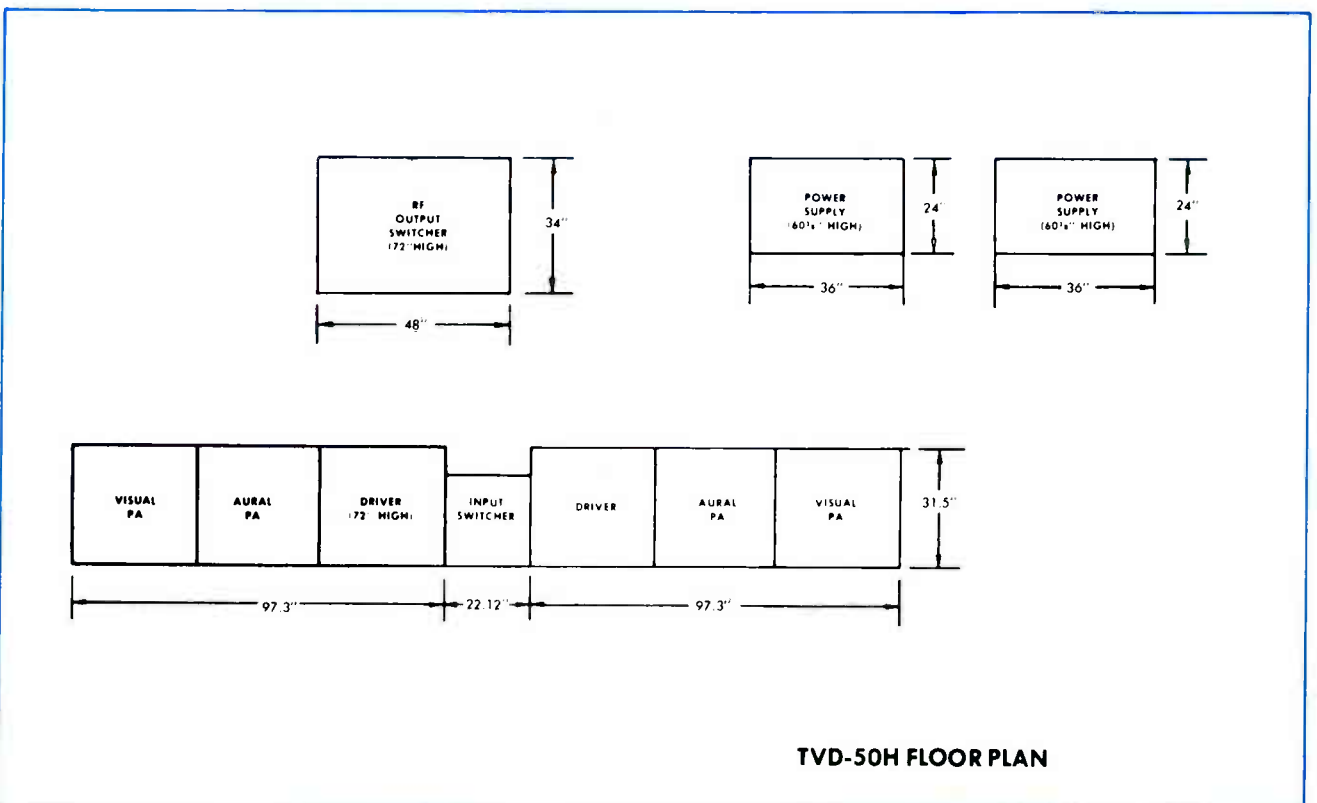 RF
OUTPUT
SWITCHER
(72" HIGH)
34"
48"
POWER
SUPPLY
HIGH)
24"
36"
POWER
SUPPLY
HIGH)
24"
36"
VISUAL
PA
AURAL
PA
DRIVER
(72" HIGH)
INPUT
SWITCHER
DRIVER
AURAL
PA
VISUAL
PA
31.5"
97.3"
22.12"
97.3"
TVD-50H FLOOR PLAN